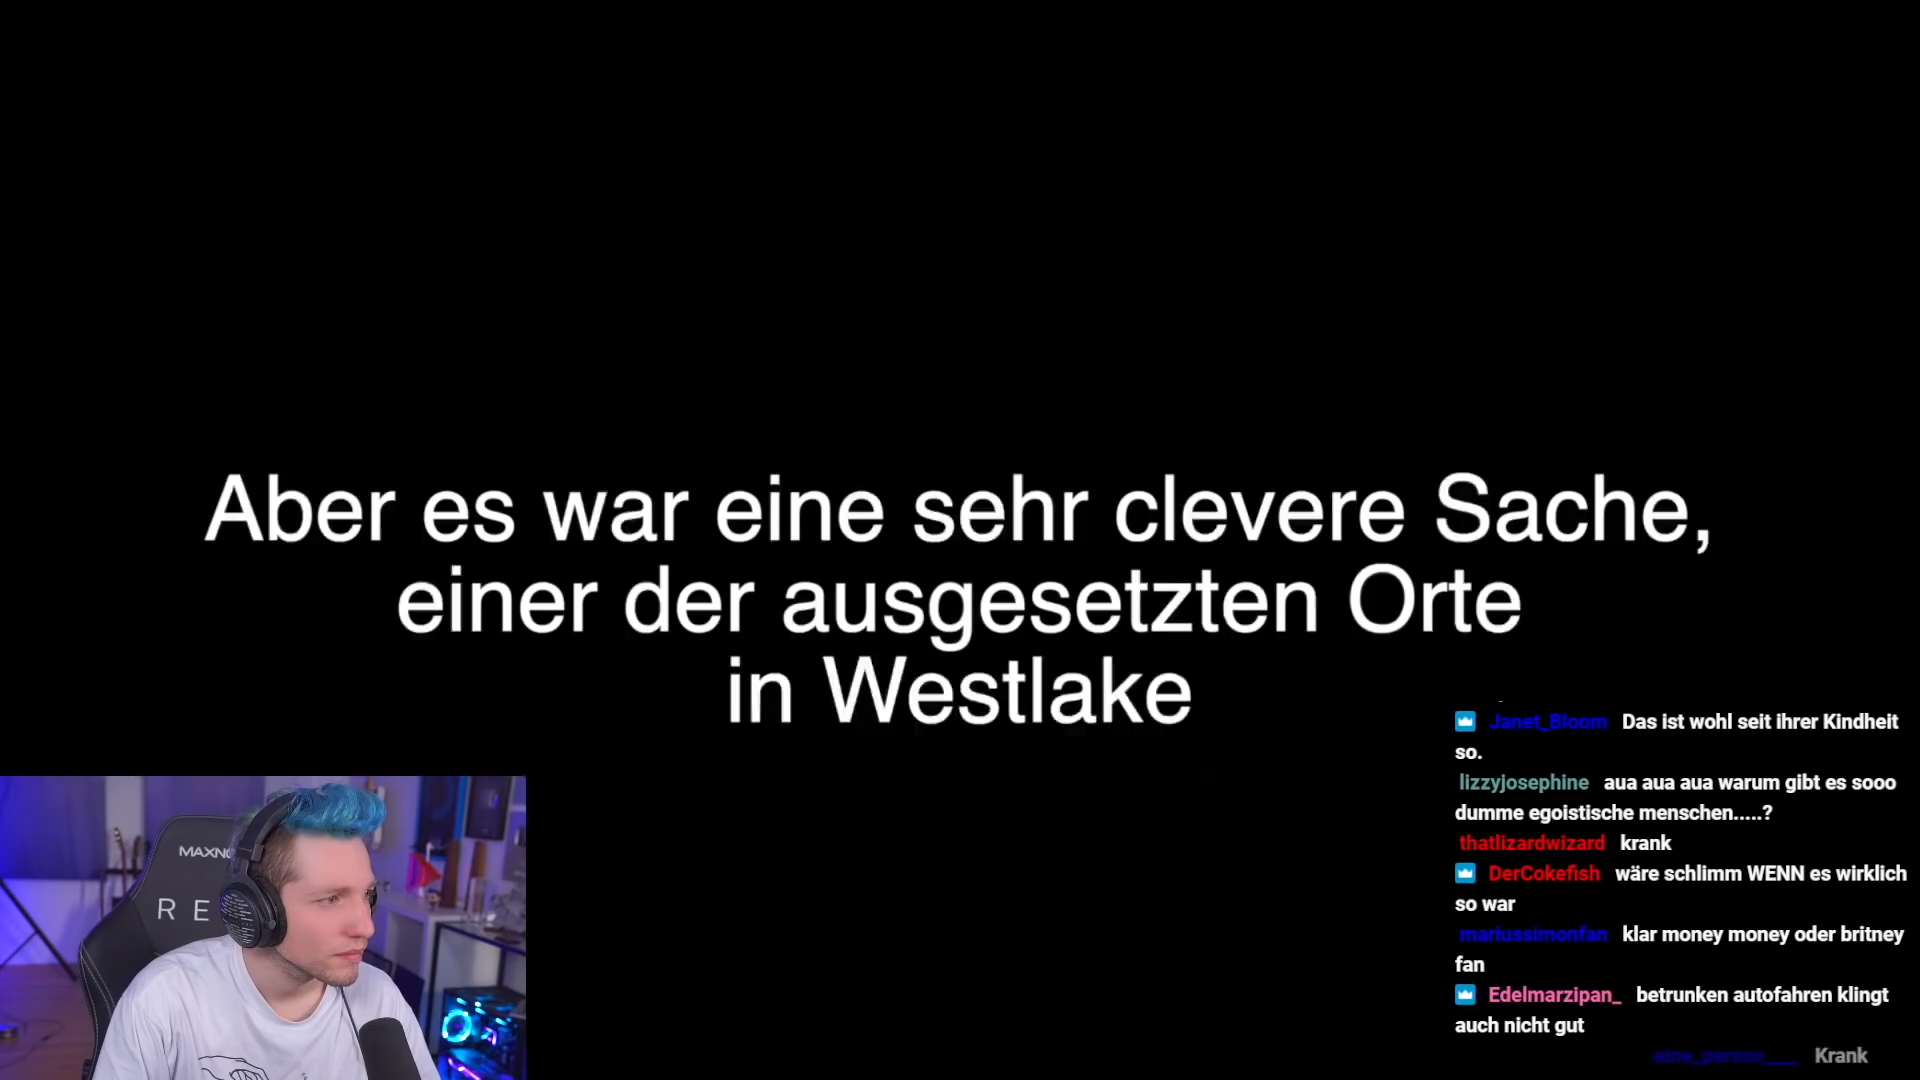 Aber es war eine sehr clevere Sache,
einer der ausgesetzten Orte
in Westlake
Janet_Bloom Das ist wohl seit ihrer Kindheit
so.
lizzyjosephine aua aua aua warum gibt es sooo
dumme egoistische menschen.....?
thatlizardwizard krank
DerCokefish wäre schlimm WENN es wirklich
so war
mariussimonfan klar money money oder britney
fan
Edelmarzipan_ betrunken autofahren klingt
auch nicht gut
eine_person___ Krank
MAXNO
RE